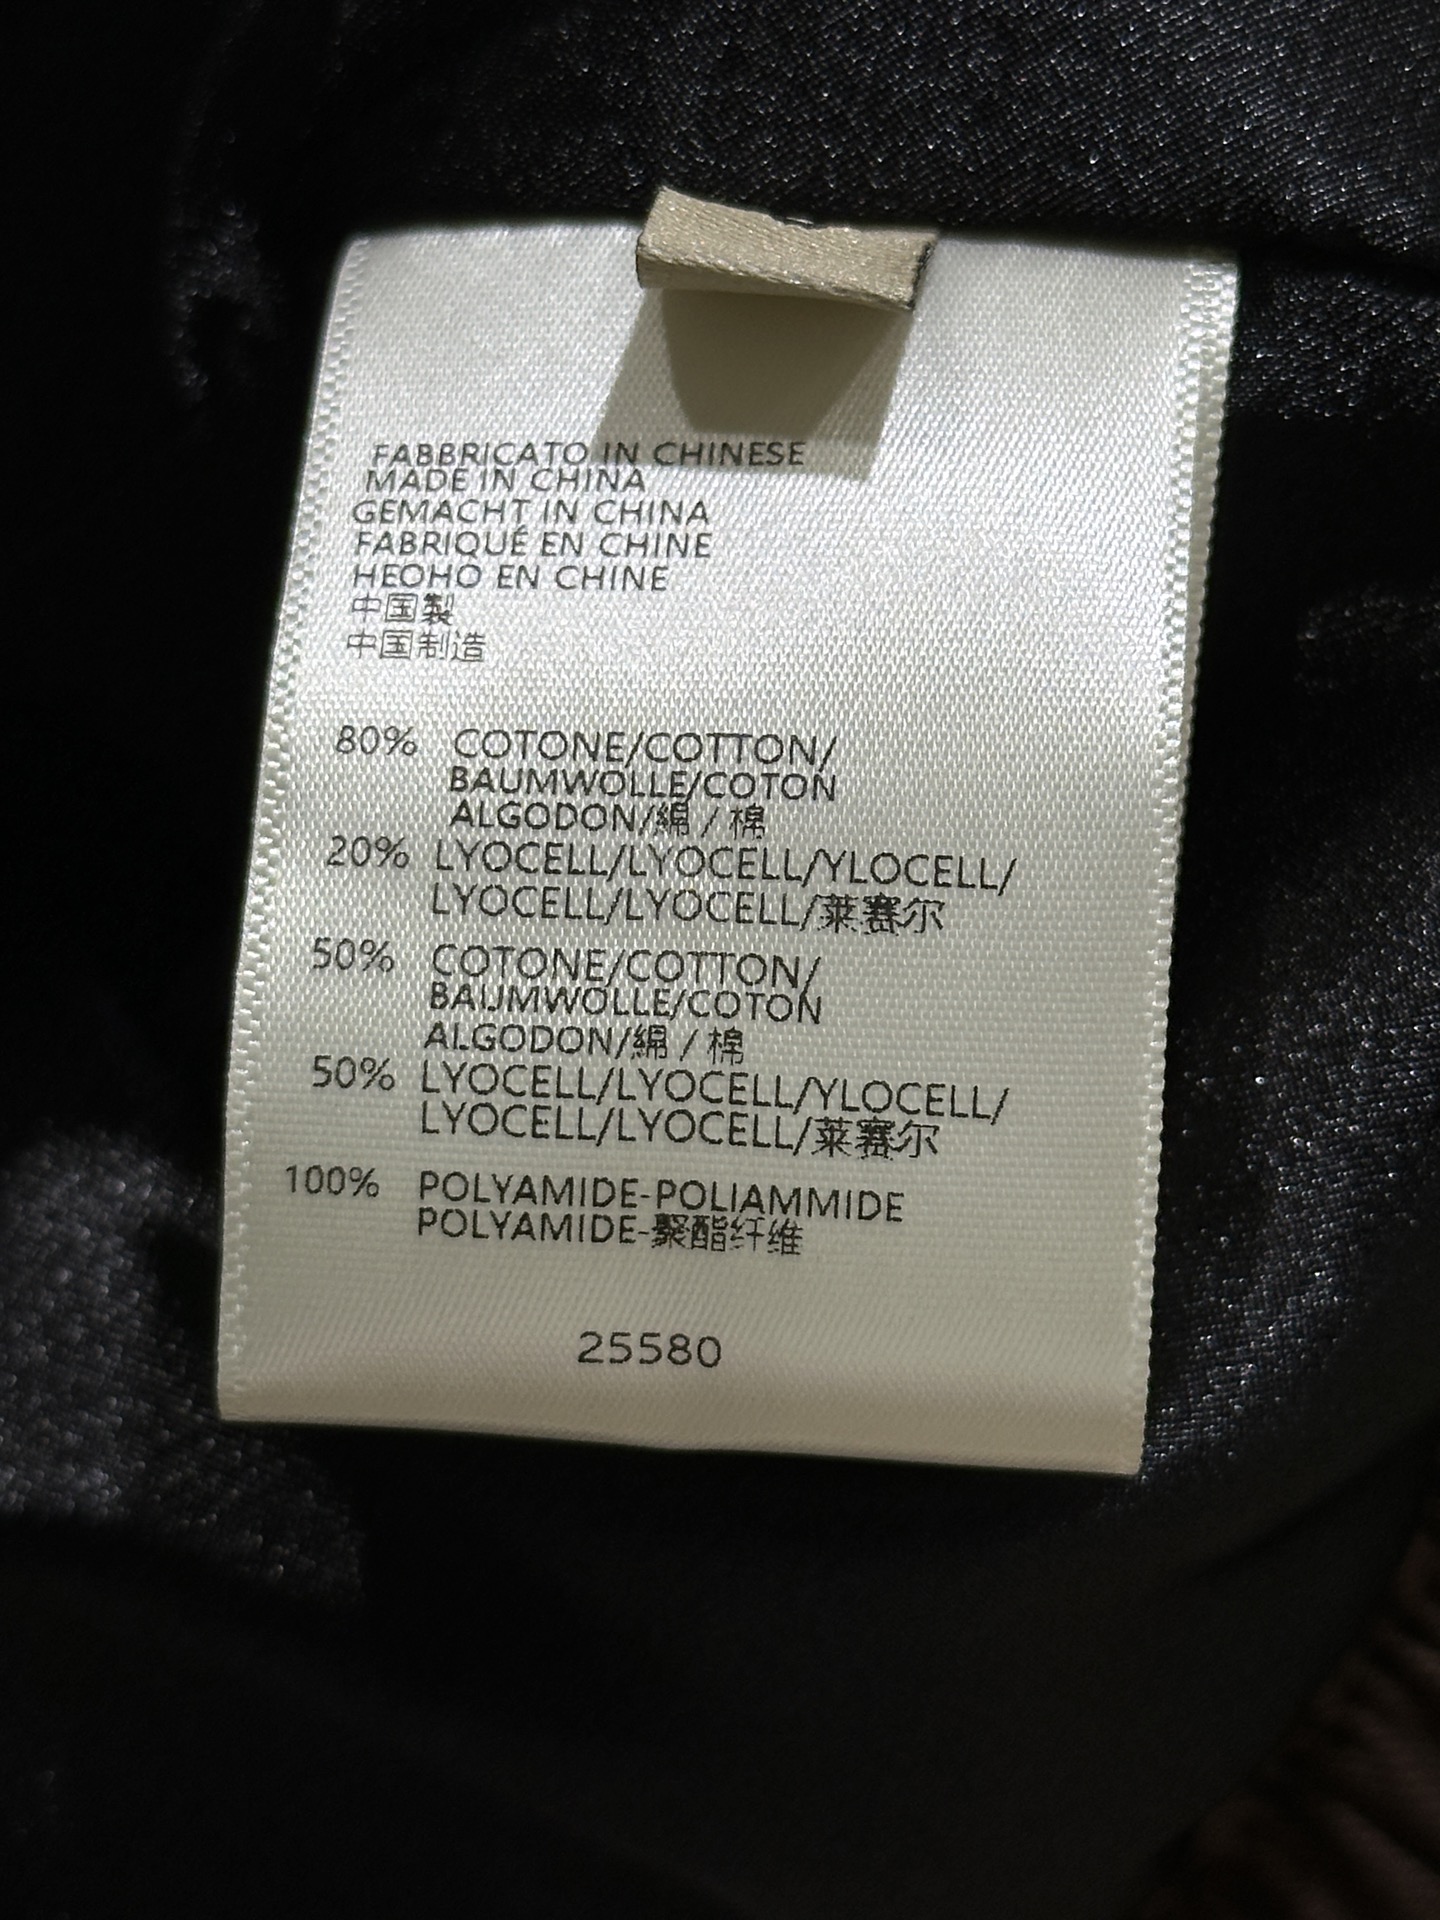 FABBRICATO IN CHINESE
MADE IN CHINA
GEMACHT IN CHINA
FABRIQUÉ EN CHINE
HEOHO EN CHINE
中国製
中国制造
80% COTONE/COTTON/
BAUMWOLLE/COTON
ALGODON/綿 / 棉
20% LYOCELL/LYOCELL/YLOCELL/
LYOCELL/LYOCELL/莱赛尔
50% COTONE/COTTON/
BAUMWOLLE/COTON
ALGODON/綿 / 棉
50% LYOCELL/LYOCELL/YLOCELL/
LYOCELL/LYOCELL/莱赛尔
100% POLYAMIDE-POLIAMMIDE
POLYAMIDE-聚酯纤维
25580